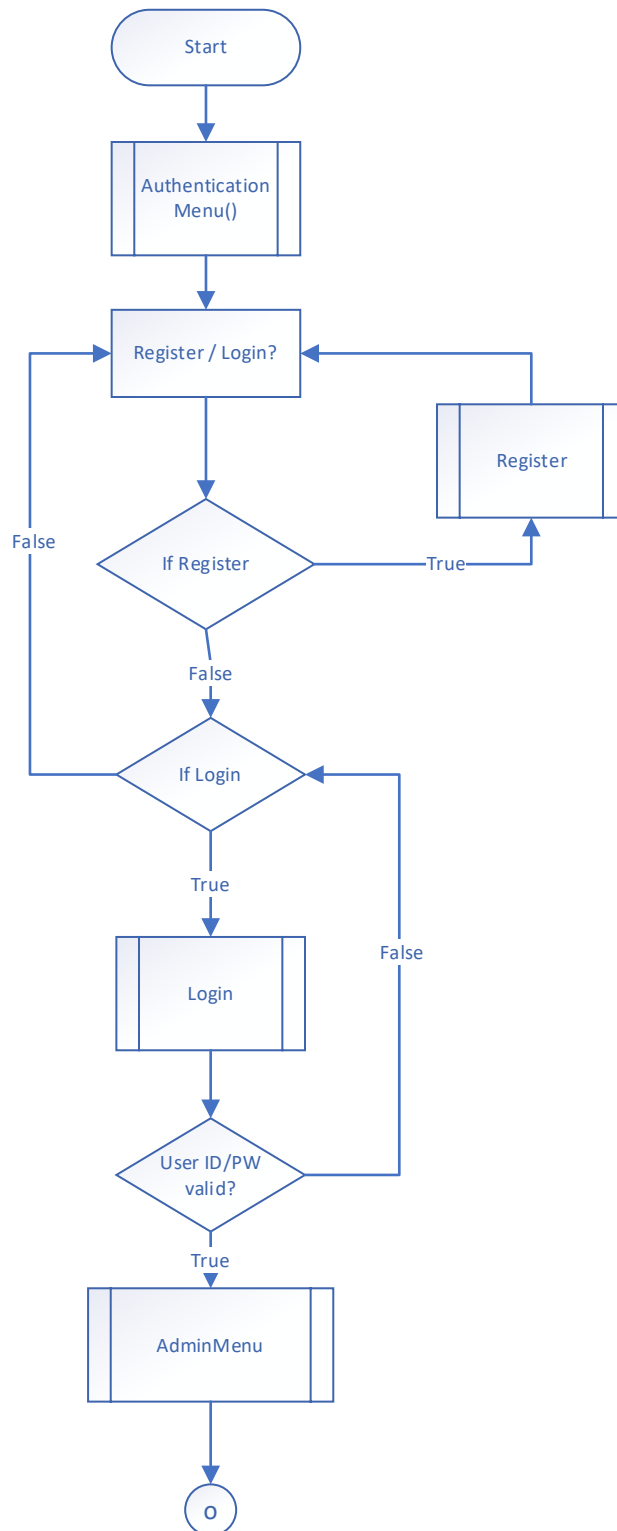 Start
Authentication
Menu()
Register / Login?
Register
False
If Register
True
False
If Login
True
False
Login
User ID/PW
valid?
True
AdminMenu
o